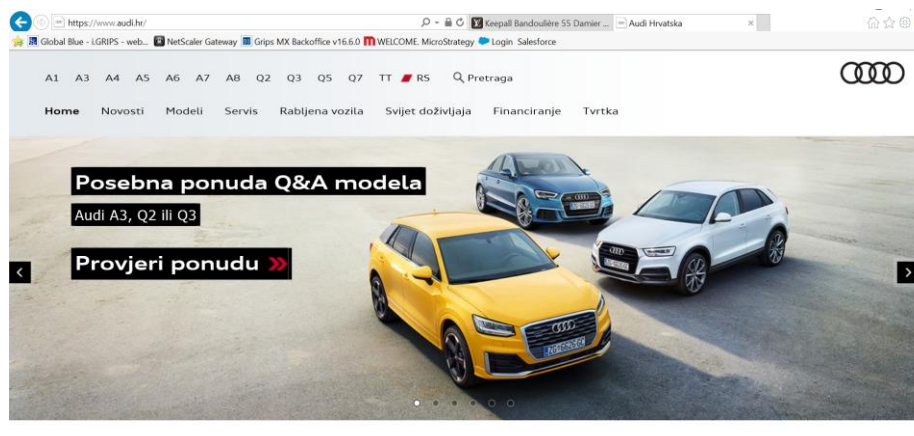 https://www.audi.hr/
Keepall Bandoulière 55 Damier ...
Audi Hrvatska
Global Blue - i.GRIPS - web...
NetScaler Gateway
Grips MX Backoffice v16.6.0
WELCOME. MicroStrategy
Login Salesforce
A1 A3 A4 A5 A6 A7 A8 Q2 Q3 Q5 Q7 TT RS Pretraga
Home Novosti Modeli Servis Rabljena vozila Svijet doživljaja Financiranje Tvrtka
Posebna ponuda Q&A modela
Audi A3, Q2 ili Q3
Provjeri ponudu